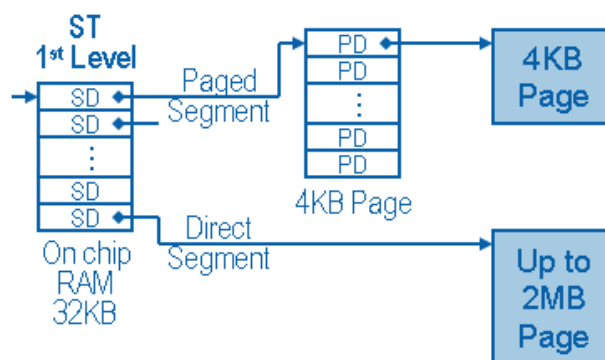 ST
1st Level
SD
SD
⋮
SD
SD
On chip
RAM
32KB
Paged
Segment
PD
PD
⋮
PD
PD
4KB Page
4KB
Page
Direct
Segment
Up to
2MB
Page